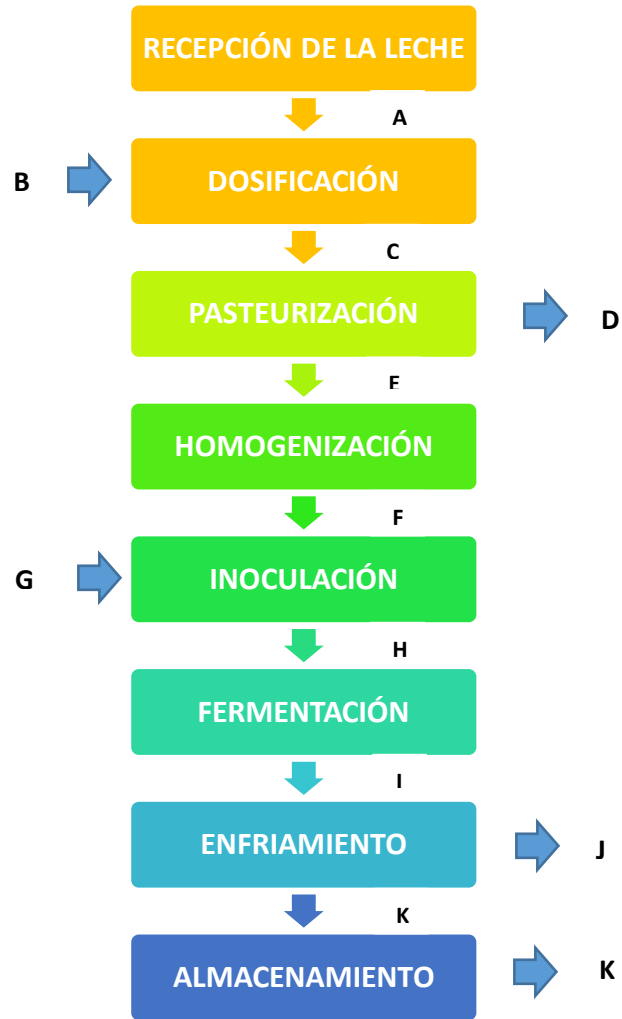 RECEPCIÓN DE LA LECHE
A
B
DOSIFICACIÓN
C
PASTEURIZACIÓN
D
E
HOMOGENIZACIÓN
F
G
INOCULACIÓN
H
FERMENTACIÓN
I
ENFRIAMIENTO
J
K
ALMACENAMIENTO
K